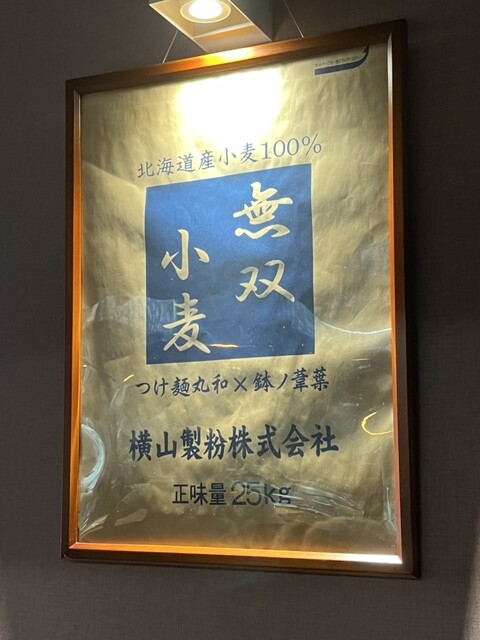 北海道産小麦100%
無双
小麦
つけ麺丸和×鉢ノ葦葉
横山製粉株式会社
正味量25kg